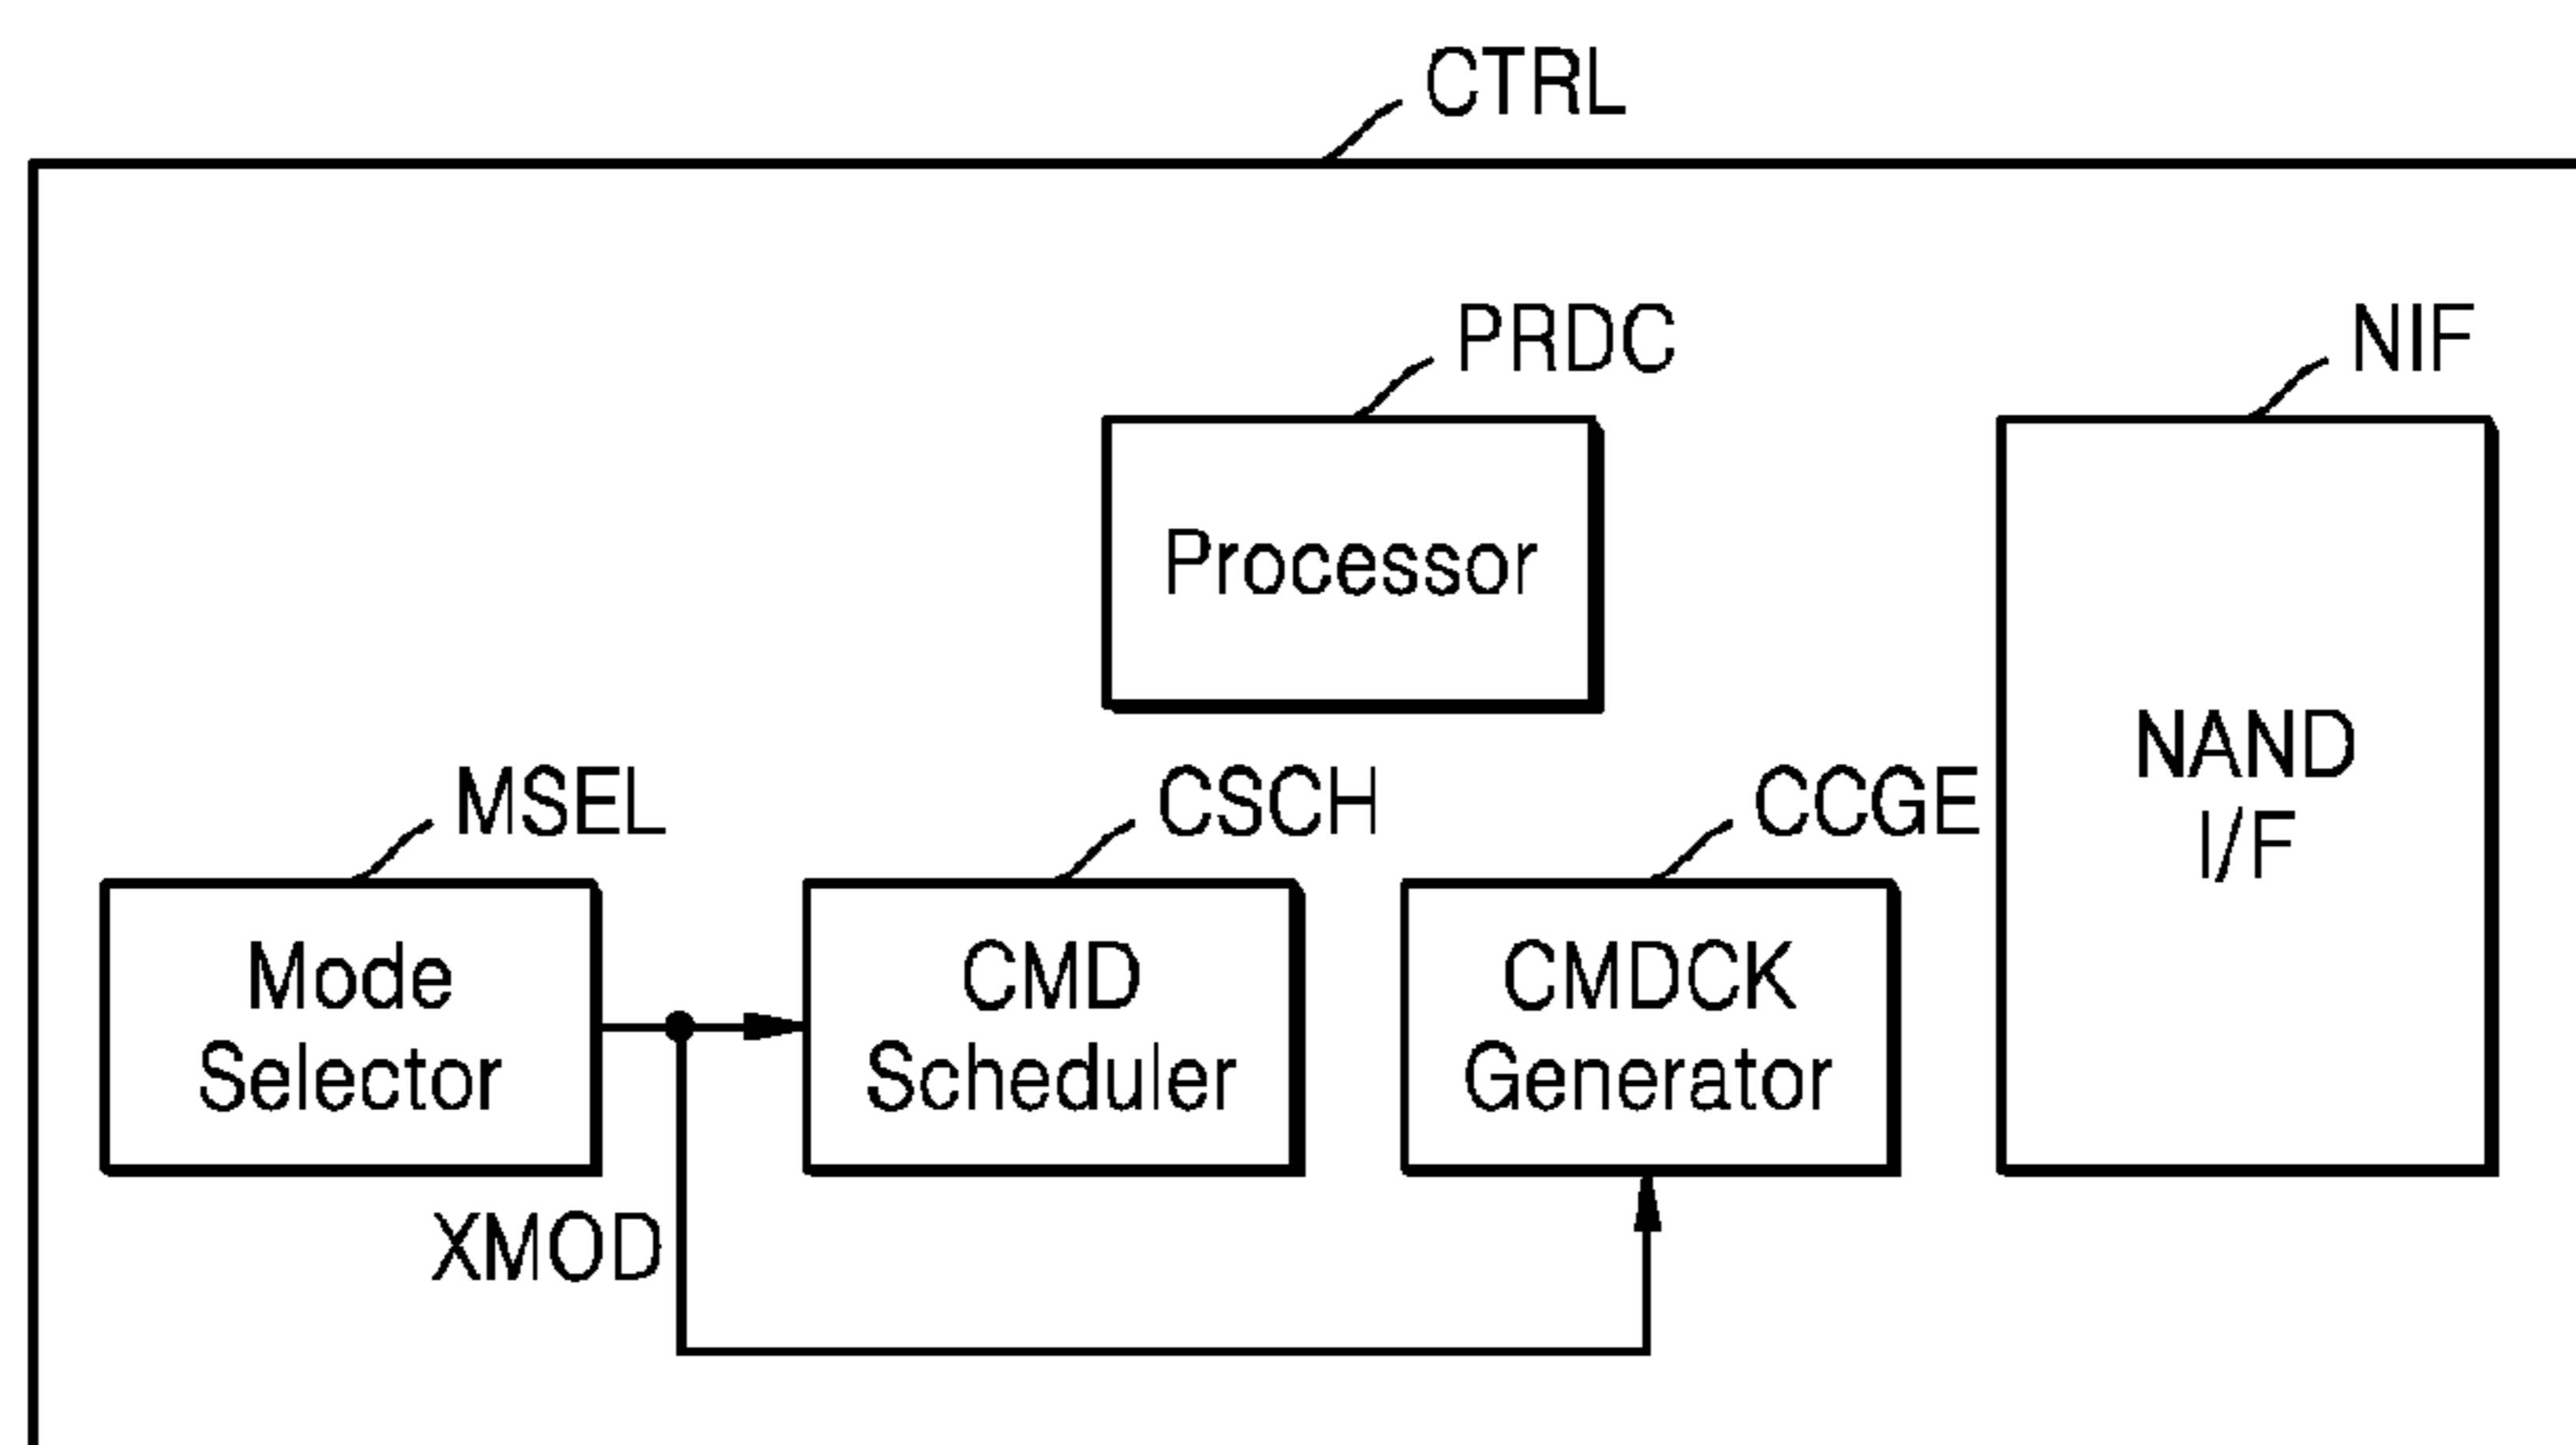 CTRL
PRDC
NIF
Processor
NAND
I/F
MSEL
CSCH
CCGE
Mode
Selector
CMD
Scheduler
CMDCK
Generator
XMOD